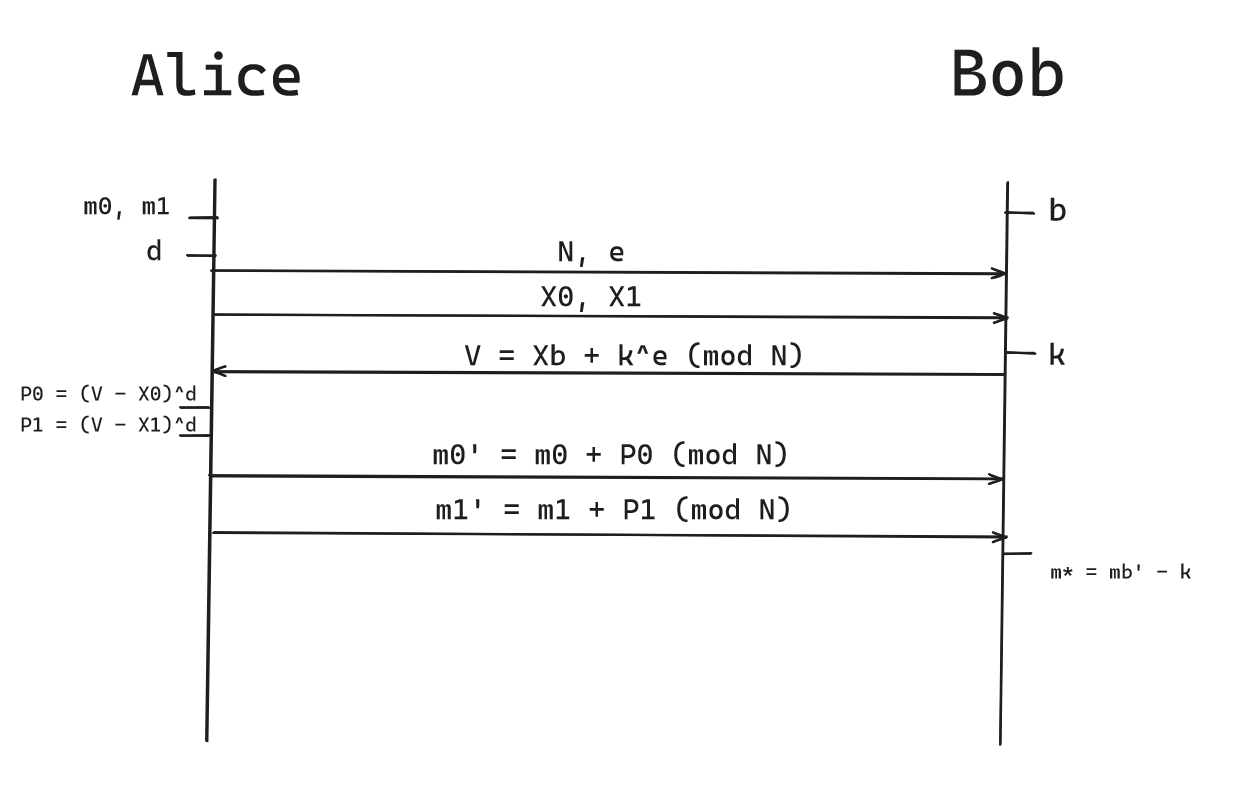 Alice
Bob
m0, m1
b
d
N, e
X0, X1
V = Xb + k^e (mod N)
k
P0 = (V - X0)^d
P1 = (V - X1)^d
m0' = m0 + P0 (mod N)
m1' = m1 + P1 (mod N)
m* = mb' - k